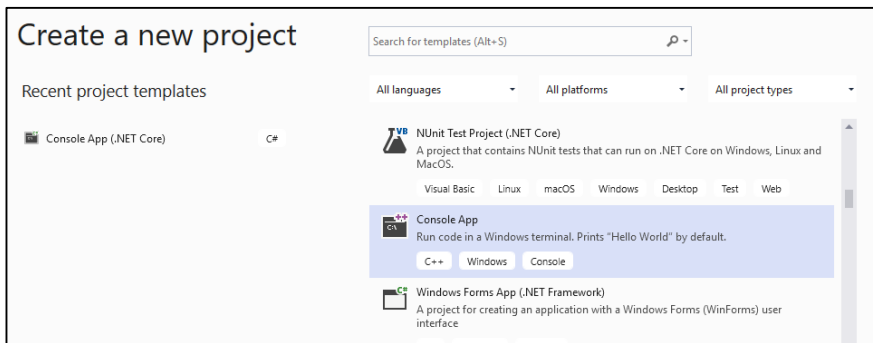 Create a new project
Search for templates (Alt+S)
Recent project templates
All languages
All platforms
All project types
Console App (.NET Core)
C#
VB
NUnit Test Project (.NET Core)
A project that contains NUnit tests that can run on .NET Core on Windows, Linux and
MacOS.
Visual Basic Linux macOS Windows Desktop Test Web
++
C:\
Console App
Run code in a Windows terminal. Prints "Hello World" by default.
C++ Windows Console
C#
Windows Forms App (.NET Framework)
A project for creating an application with a Windows Forms (WinForms) user
interface